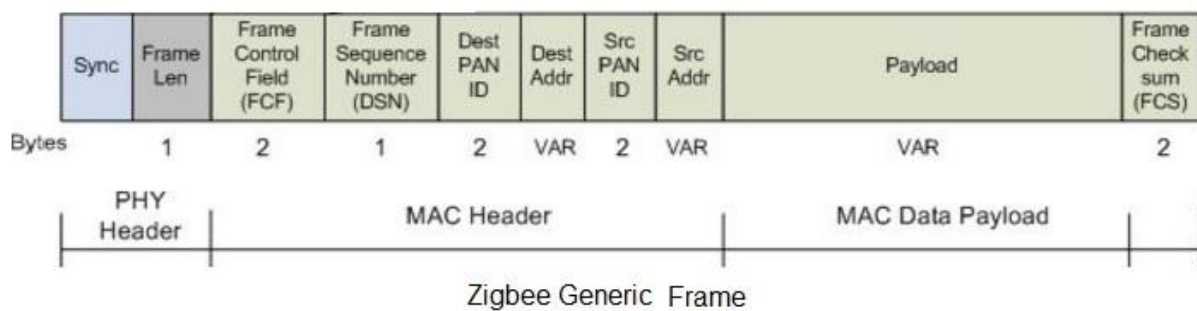 Sync
Frame
Len
Frame
Control
Field
(FCF)
Frame
Sequence
Number
(DSN)
Dest
PAN
ID
Dest
Addr
Src
PAN
ID
Src
Addr
Payload
Frame
Check
sum
(FCS)
Bytes 1 2 1 2 VAR 2 VAR VAR 2
PHY
Header
MAC Header
MAC Data Payload
Zigbee Generic Frame